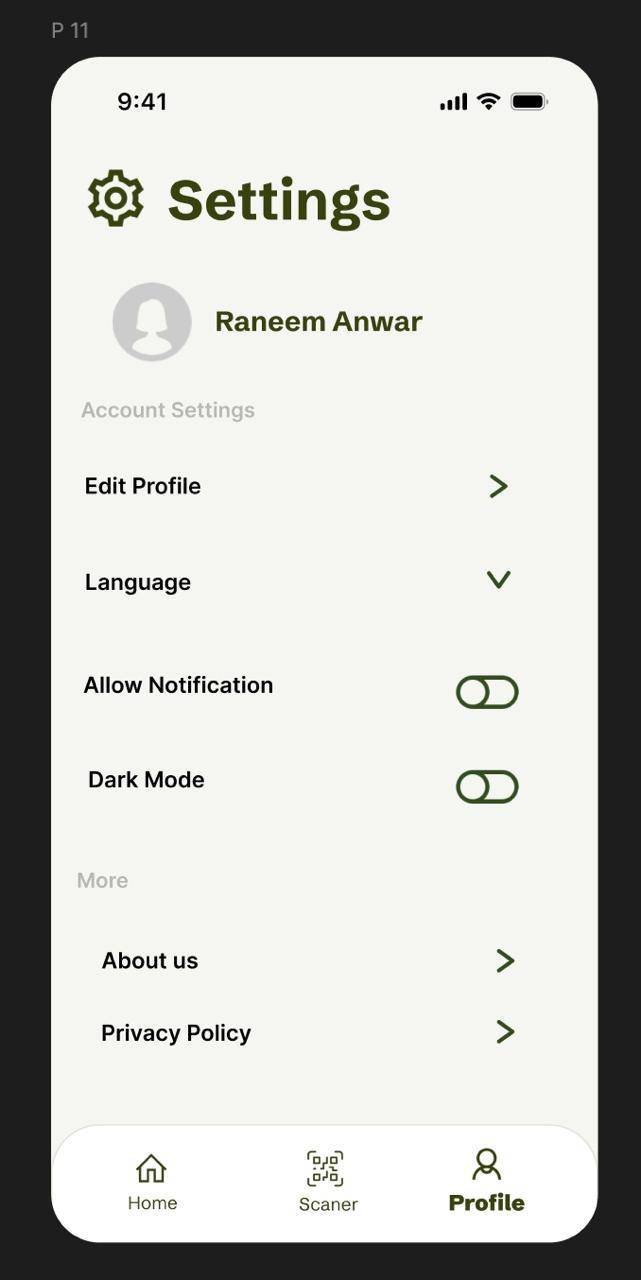 P 11
9:41
Settings
Raneem Anwar
Account Settings
Edit Profile
Language
Allow Notification
Dark Mode
More
About us
Privacy Policy
Home
Scaner
Profile